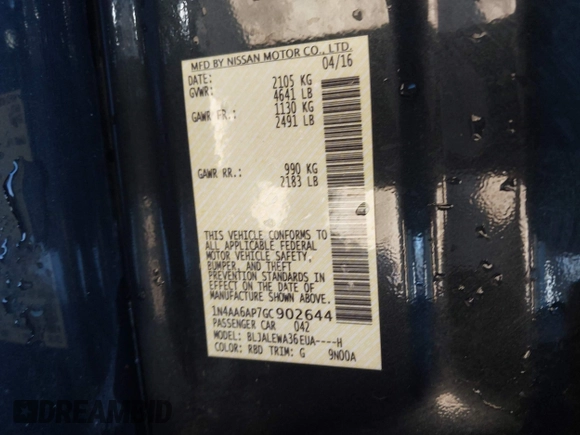 MFD BY NISSAN MOTOR CO., LTD.
DATE: 04/16
GVWR: 2105 KG
4641 LB
GAWR FR.: 1130 KG
2491 LB
GAWR RR.: 990 KG
2183 LB
THIS VEHICLE CONFORMS TO
ALL APPLICABLE FEDERAL
MOTOR VEHICLE SAFETY,
BUMPER, AND THEFT
PREVENTION STANDARDS IN
EFFECT ON THE DATE OF
MANUFACTURE SHOWN ABOVE.
1N4AA6AP7GC902644
PASSENGER CAR 042
MODEL: BLJALEWA36EUA----H
COLOR: RBD TRIM: G 9N00A
DREAMBID